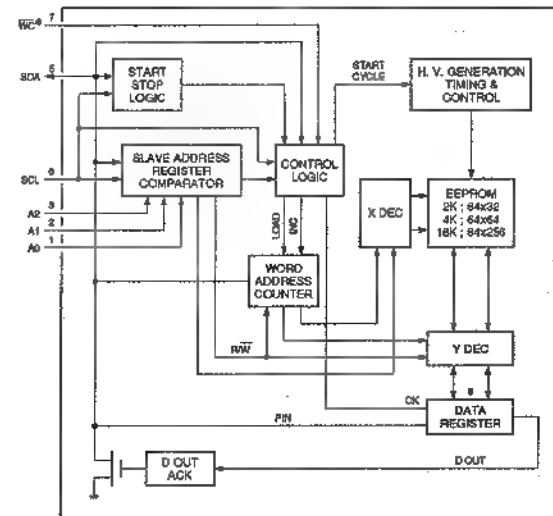 WC* 7
SDA 5
START
STOP
LOGIC
START
CYCLE
H. V. GENERATION
TIMING &
CONTROL
SLAVE ADDRESS
REGISTER
COMPARATOR
CONTROL
LOGIC
SCL 6
A2 3
A1 2
A0 1
LOAD
INC
X DEC
EEPROM
2K ; 64x32
4K ; 64x64
16K ; 64x256
WORD
ADDRESS
COUNTER
R/W
Y DEC
8
CK
DATA
REGISTER
PIN
D OUT
ACK
D OUT